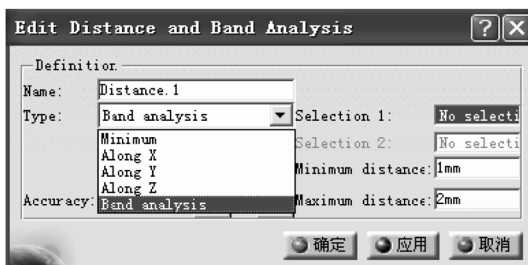 Edit Distance and Band Analysis
Definition
Name: Distance.1
Type: Band analysis Selection 1: No selecti
Minimum Selection 2: No selecti
Along X
Along Y Minimum distance: 1mm
Along Z
Accuracy: Band analysis Maximum distance: 2mm
确定 应用 取消